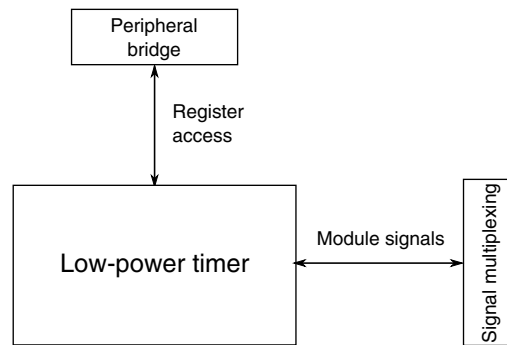 Peripheral
bridge
Register
access
Low-power timer
Module signals
Signal multiplexing